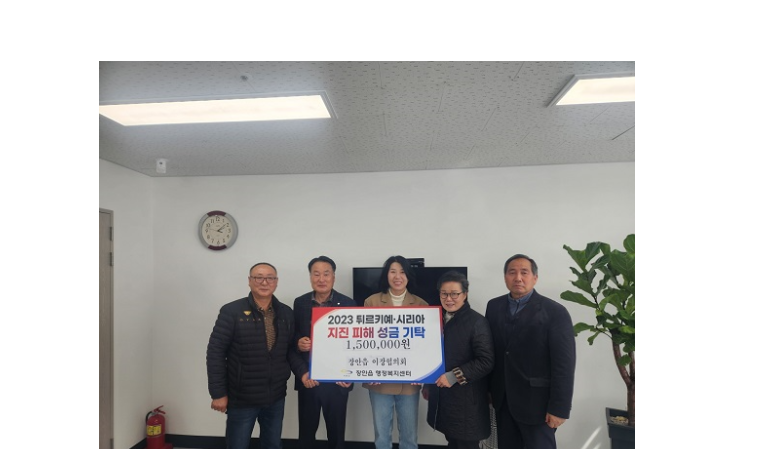 2023 튀르키예·시리아
지진 피해 성금 기탁
1,500,000원
장안읍 이장협의회
장안읍 행정복지센터